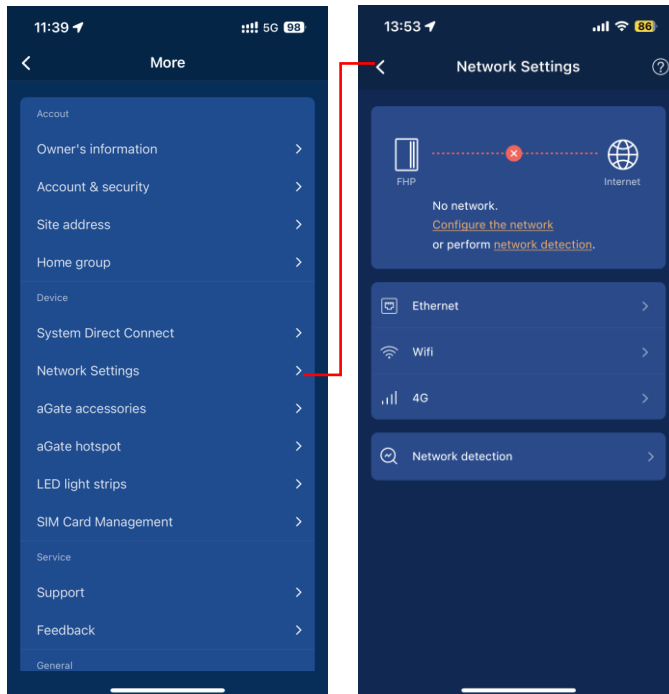 11:39
5G 98
More
Accout
Owner's information
Account & security
Site address
Home group
Device
System Direct Connect
Network Settings
aGate accessories
aGate hotspot
LED light strips
SIM Card Management
Service
Support
Feedback
General
13:53
86
Network Settings
?
FHP
Internet
No network.
Configure the network
or perform network detection.
Ethernet
Wifi
4G
Network detection